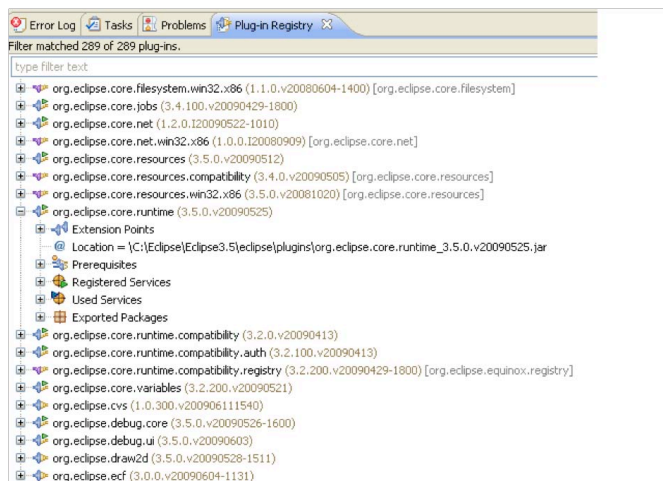 Error Log Tasks Problems Plug-in Registry
Filter matched 289 of 289 plug-ins.
type filter text
org.eclipse.core.filesystem.win32.x86 (1.1.0.v20080604-1400) [org.eclipse.core.filesystem]
org.eclipse.core.jobs (3.4.100.v20090429-1800)
org.eclipse.core.net (1.2.0.I20090522-1010)
org.eclipse.core.net.win32.x86 (1.0.0.I20080909) [org.eclipse.core.net]
org.eclipse.core.resources (3.5.0.v20090512)
org.eclipse.core.resources.compatibility (3.4.0.v20090505) [org.eclipse.core.resources]
org.eclipse.core.resources.win32.x86 (3.5.0.v20081020) [org.eclipse.core.resources]
org.eclipse.core.runtime (3.5.0.v20090525)
Extension Points
@ Location = \C:\Eclipse\Eclipse3.5\eclipse\plugins\org.eclipse.core.runtime_3.5.0.v20090525.jar
Prerequisites
Registered Services
Used Services
Exported Packages
org.eclipse.core.runtime.compatibility (3.2.0.v20090413)
org.eclipse.core.runtime.compatibility.auth (3.2.100.v20090413)
org.eclipse.core.runtime.compatibility.registry (3.2.200.v20090429-1800) [org.eclipse.equinox.registry]
org.eclipse.core.variables (3.2.200.v20090521)
org.eclipse.cvs (1.0.300.v200906111540)
org.eclipse.debug.core (3.5.0.v20090526-1600)
org.eclipse.debug.ui (3.5.0.v20090603)
org.eclipse.draw2d (3.5.0.v20090528-1511)
org.eclipse.ecf (3.0.0.v20090604-1131)